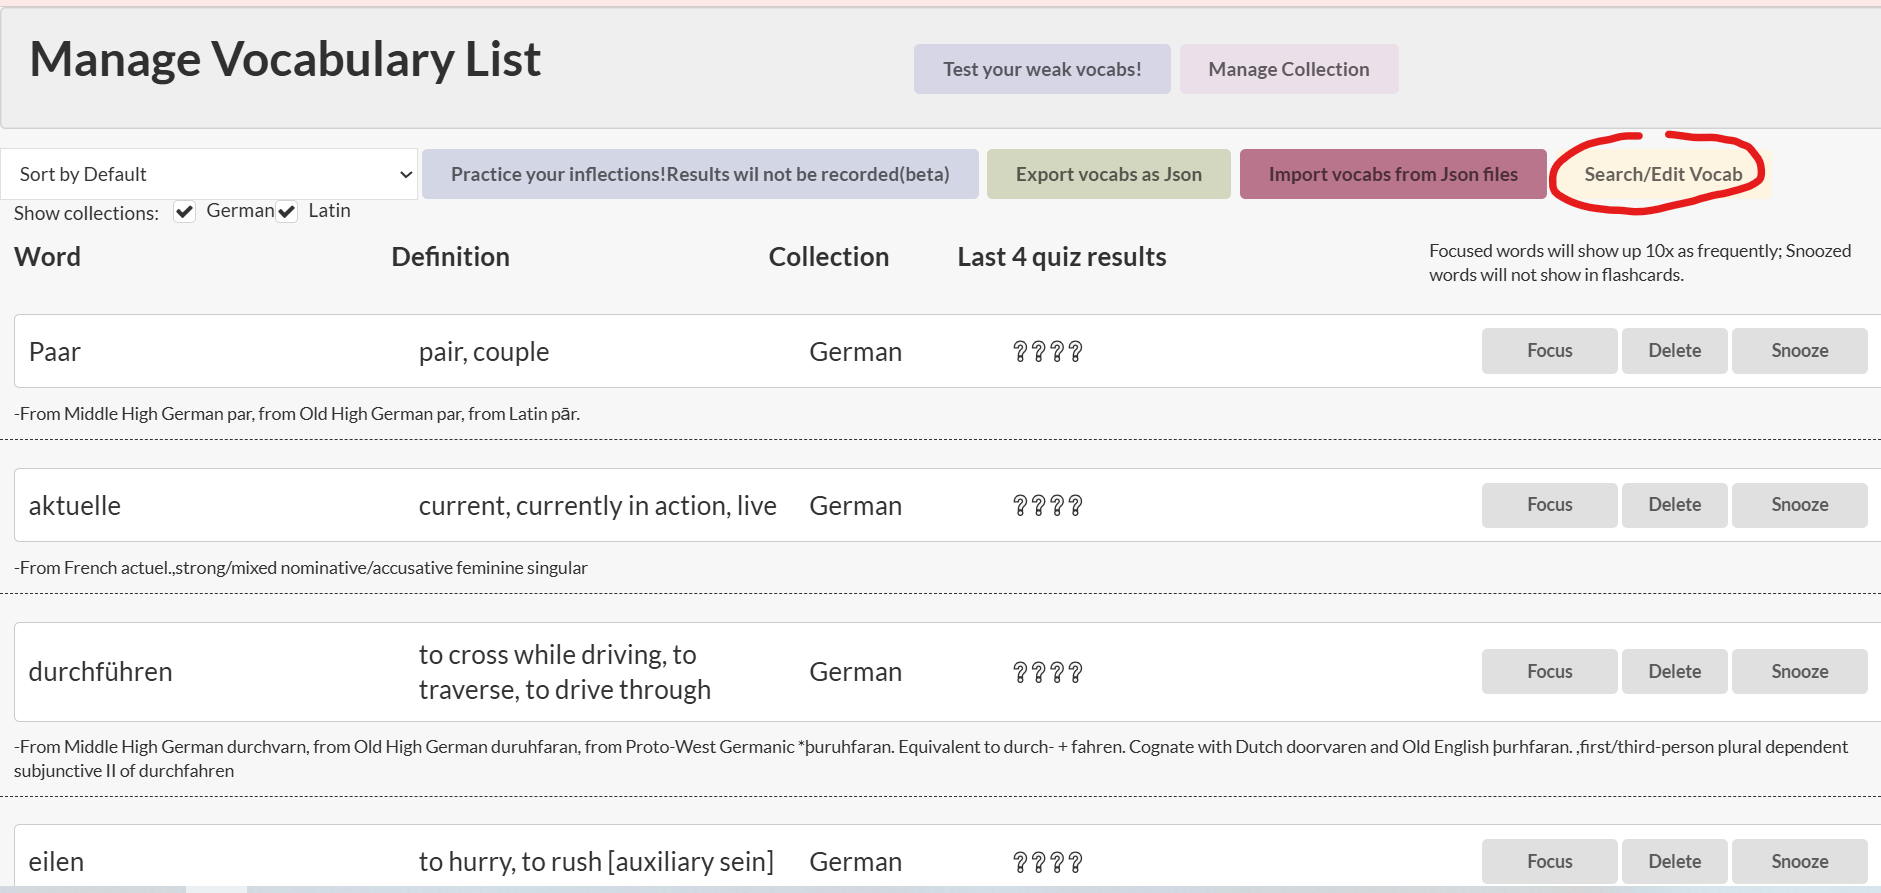 Manage Vocabulary List
Test your weak vocabs!
Manage Collection
Sort by Default
Practice your inflections!Results wil not be recorded(beta)
Export vocabs as Json
Import vocabs from Json files
Search/Edit Vocab
Show collections: German Latin
Word
Definition
Collection
Last 4 quiz results
Focused words will show up 10x as frequently; Snoozed
words will not show in flashcards.
Paar
pair, couple
German
????
Focus
Delete
Snooze
-From Middle High German par, from Old High German par, from Latin pār.
aktuelle
current, currently in action, live
German
????
Focus
Delete
Snooze
-From French actuel.,strong/mixed nominative/accusative feminine singular
durchführen
to cross while driving, to
traverse, to drive through
German
????
Focus
Delete
Snooze
-From Middle High German durchvarn, from Old High German duruhfaran, from Proto-West Germanic *þuruhfaran. Equivalent to durch- + fahren. Cognate with Dutch doorvaren and Old English þurhfaran. ,first/third-person plural dependent
subjunctive II of durchfahren
eilen
to hurry, to rush [auxiliary sein]
German
????
Focus
Delete
Snooze